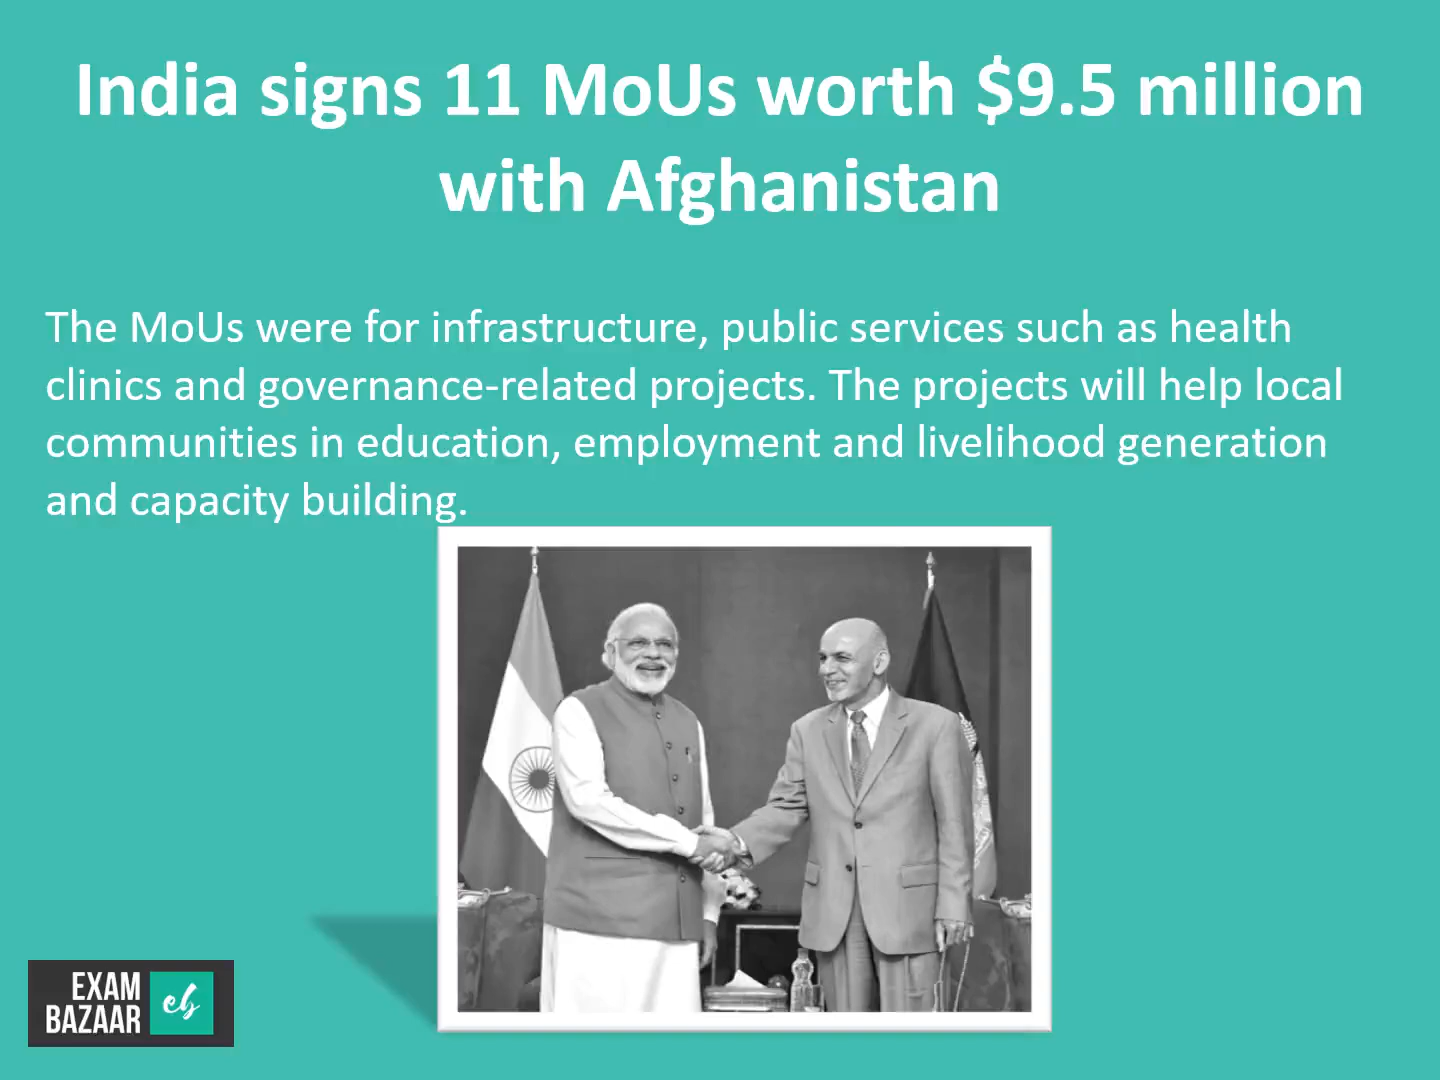 India signs 11 MoUs worth $9.5 million
with Afghanistan
The MoUs were for infrastructure, public services such as health
clinics and governance-related projects. The projects will help local
communities in education, employment and livelihood generation
and capacity building.
EXAM
BAZAAR
eb